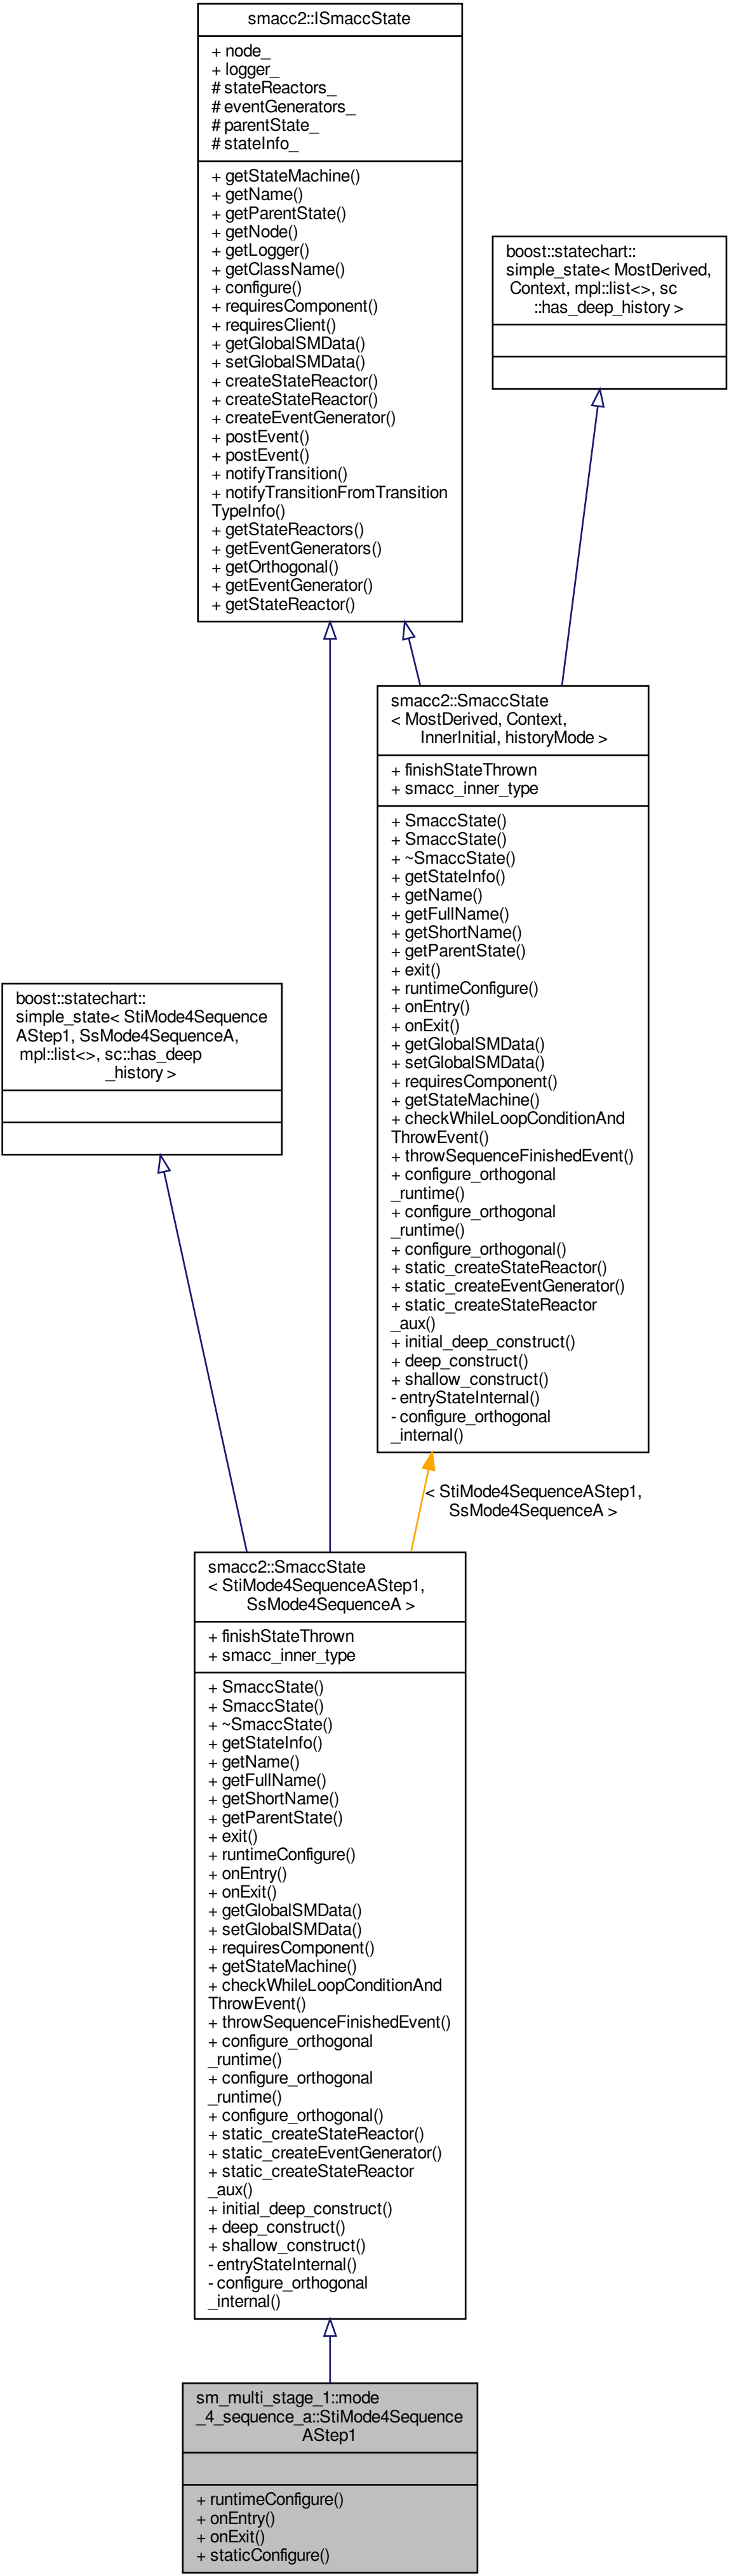 smacc2::ISmaccState
+ node_
+ logger_
# stateReactors_
# eventGenerators_
# parentState_
# stateInfo_
+ getStateMachine()
+ getName()
+ getParentState()
+ getNode()
+ getLogger()
+ getClassName()
+ configure()
+ requiresComponent()
+ requiresClient()
+ getGlobalSMData()
+ setGlobalSMData()
+ createStateReactor()
+ createStateReactor()
+ createEventGenerator()
+ postEvent()
+ postEvent()
+ notifyTransition()
+ notifyTransitionFromTransition
TypeInfo()
+ getStateReactors()
+ getEventGenerators()
+ getOrthogonal()
+ getEventGenerator()
+ getStateReactor()
boost::statechart::
simple_state< MostDerived,
Context, mpl::list<>, sc
::has_deep_history >
smacc2::SmaccState
< MostDerived, Context,
InnerInitial, historyMode >
+ finishStateThrown
+ smacc_inner_type
+ SmaccState()
+ SmaccState()
+ ~SmaccState()
+ getStateInfo()
+ getName()
+ getFullName()
+ getShortName()
+ getParentState()
+ exit()
+ runtimeConfigure()
+ onEntry()
+ onExit()
+ getGlobalSMData()
+ setGlobalSMData()
+ requiresComponent()
+ getStateMachine()
+ checkWhileLoopConditionAnd
ThrowEvent()
+ throwSequenceFinishedEvent()
+ configure_orthogonal
_runtime()
+ configure_orthogonal
_runtime()
+ configure_orthogonal()
+ static_createStateReactor()
+ static_createEventGenerator()
+ static_createStateReactor
_aux()
+ initial_deep_construct()
+ deep_construct()
+ shallow_construct()
- entryStateInternal()
- configure_orthogonal
_internal()
boost::statechart::
simple_state< StiMode4Sequence
AStep1, SsMode4SequenceA,
mpl::list<>, sc::has_deep
_history >
< StiMode4SequenceAStep1,
SsMode4SequenceA >
smacc2::SmaccState
< StiMode4SequenceAStep1,
SsMode4SequenceA >
+ finishStateThrown
+ smacc_inner_type
+ SmaccState()
+ SmaccState()
+ ~SmaccState()
+ getStateInfo()
+ getName()
+ getFullName()
+ getShortName()
+ getParentState()
+ exit()
+ runtimeConfigure()
+ onEntry()
+ onExit()
+ getGlobalSMData()
+ setGlobalSMData()
+ requiresComponent()
+ getStateMachine()
+ checkWhileLoopConditionAnd
ThrowEvent()
+ throwSequenceFinishedEvent()
+ configure_orthogonal
_runtime()
+ configure_orthogonal
_runtime()
+ configure_orthogonal()
+ static_createStateReactor()
+ static_createEventGenerator()
+ static_createStateReactor
_aux()
+ initial_deep_construct()
+ deep_construct()
+ shallow_construct()
- entryStateInternal()
- configure_orthogonal
_internal()
sm_multi_stage_1::mode
_4_sequence_a::StiMode4Sequence
AStep1
+ runtimeConfigure()
+ onEntry()
+ onExit()
+ staticConfigure()